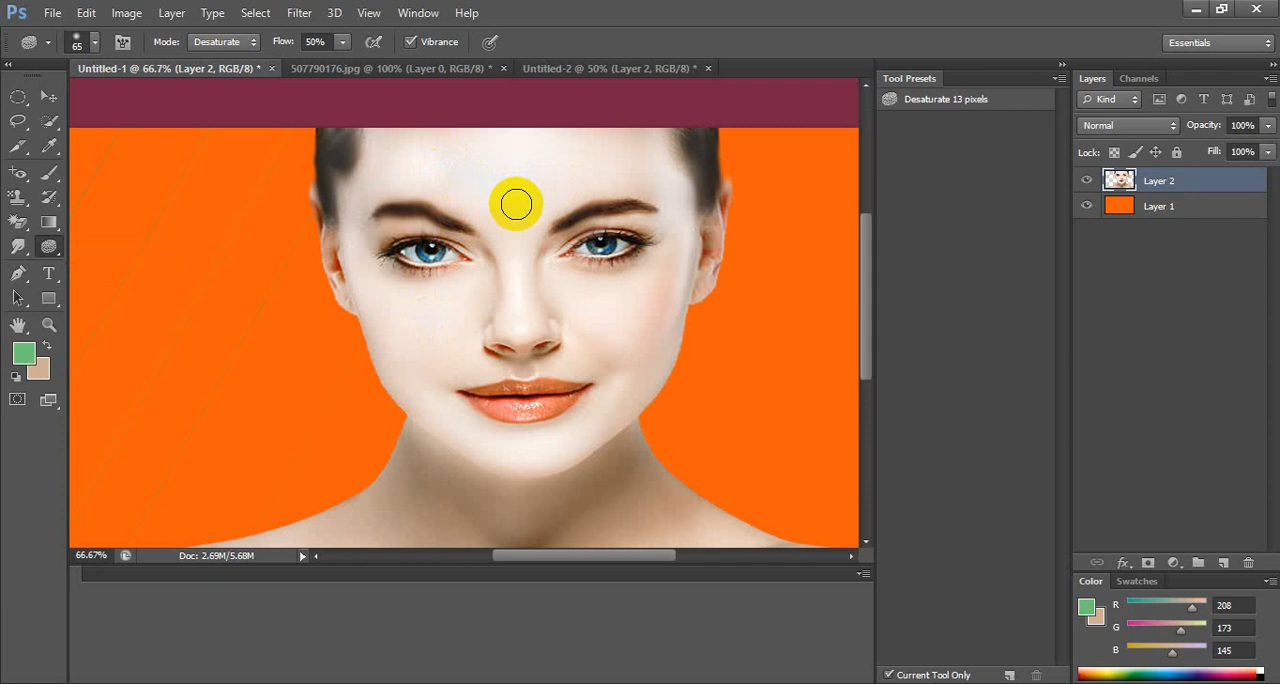 Ps File Edit Image Layer Type Select Filter 3D View Window Help
65 Mode: Desaturate Flow: 50% Vibrance Essentials
Untitled-1 @ 66.7% (Layer 2, RGB/8) * × 507790176.jpg @ 100% (Layer 0, RGB/8) * × Untitled-2 @ 50% (Layer 2, RGB/8) * ×
Tool Presets
Desaturate 13 pixels
Layers Channels
Kind
Normal Opacity: 100%
Lock: Fill: 100%
Layer 2
Layer 1
66.67% Doc: 2.69M/5.68M
fx
Color Swatches
R 208
G 173
B 145
Current Tool Only